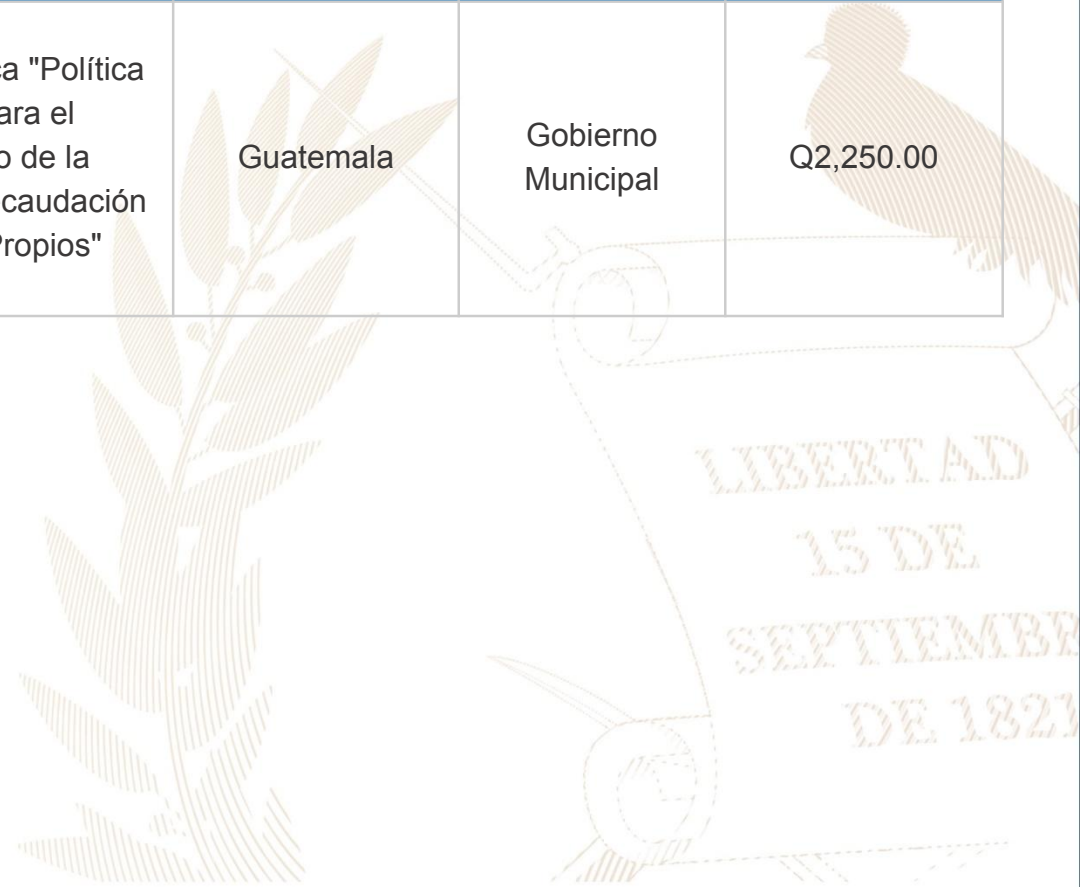 ca "Política
ara el
o de la
caudación
Propios"
Guatemala
Gobierno
Municipal
Q2,250.00
LIBERTAD
15 DE
SEPTIEMBR
DE 1821